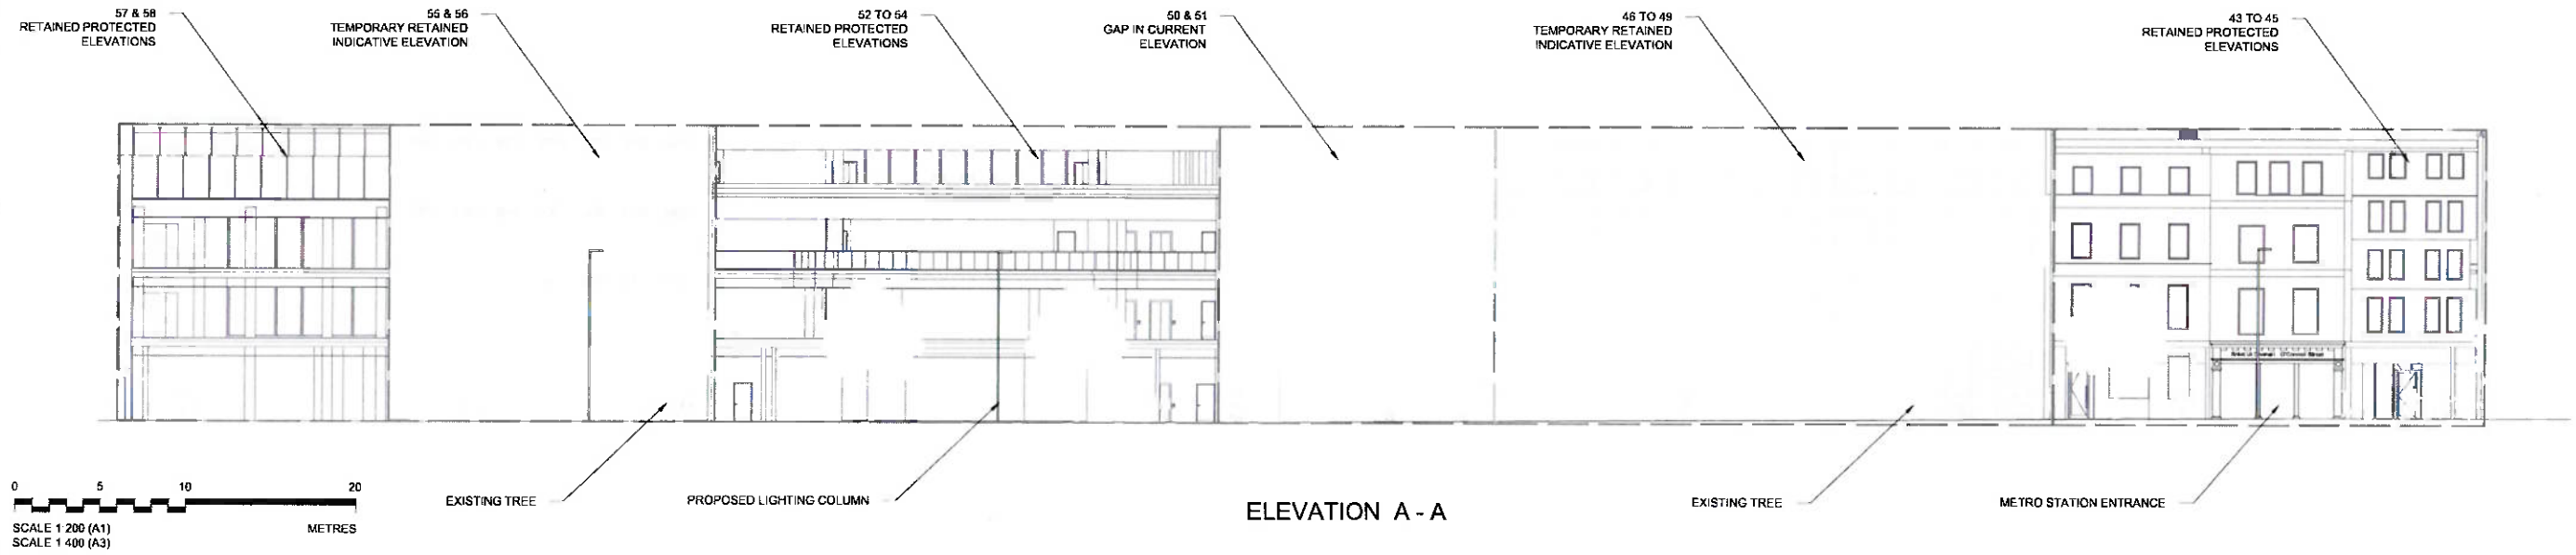 57 & 58
RETAINED PROTECTED
ELEVATIONS
55 & 56
TEMPORARY RETAINED
INDICATIVE ELEVATION
52 TO 54
RETAINED PROTECTED
ELEVATIONS
50 & 51
GAP IN CURRENT
ELEVATION
46 TO 49
TEMPORARY RETAINED
INDICATIVE ELEVATION
43 TO 45
RETAINED PROTECTED
ELEVATIONS
O'Connell Street
0 5 10 20
SCALE 1:200 (A1) METRES
SCALE 1:400 (A3)
EXISTING TREE
PROPOSED LIGHTING COLUMN
ELEVATION A - A
EXISTING TREE
METRO STATION ENTRANCE